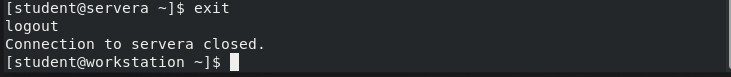 [student@servera ~]$ exit
logout
Connection to servera closed.
[student@workstation ~]$